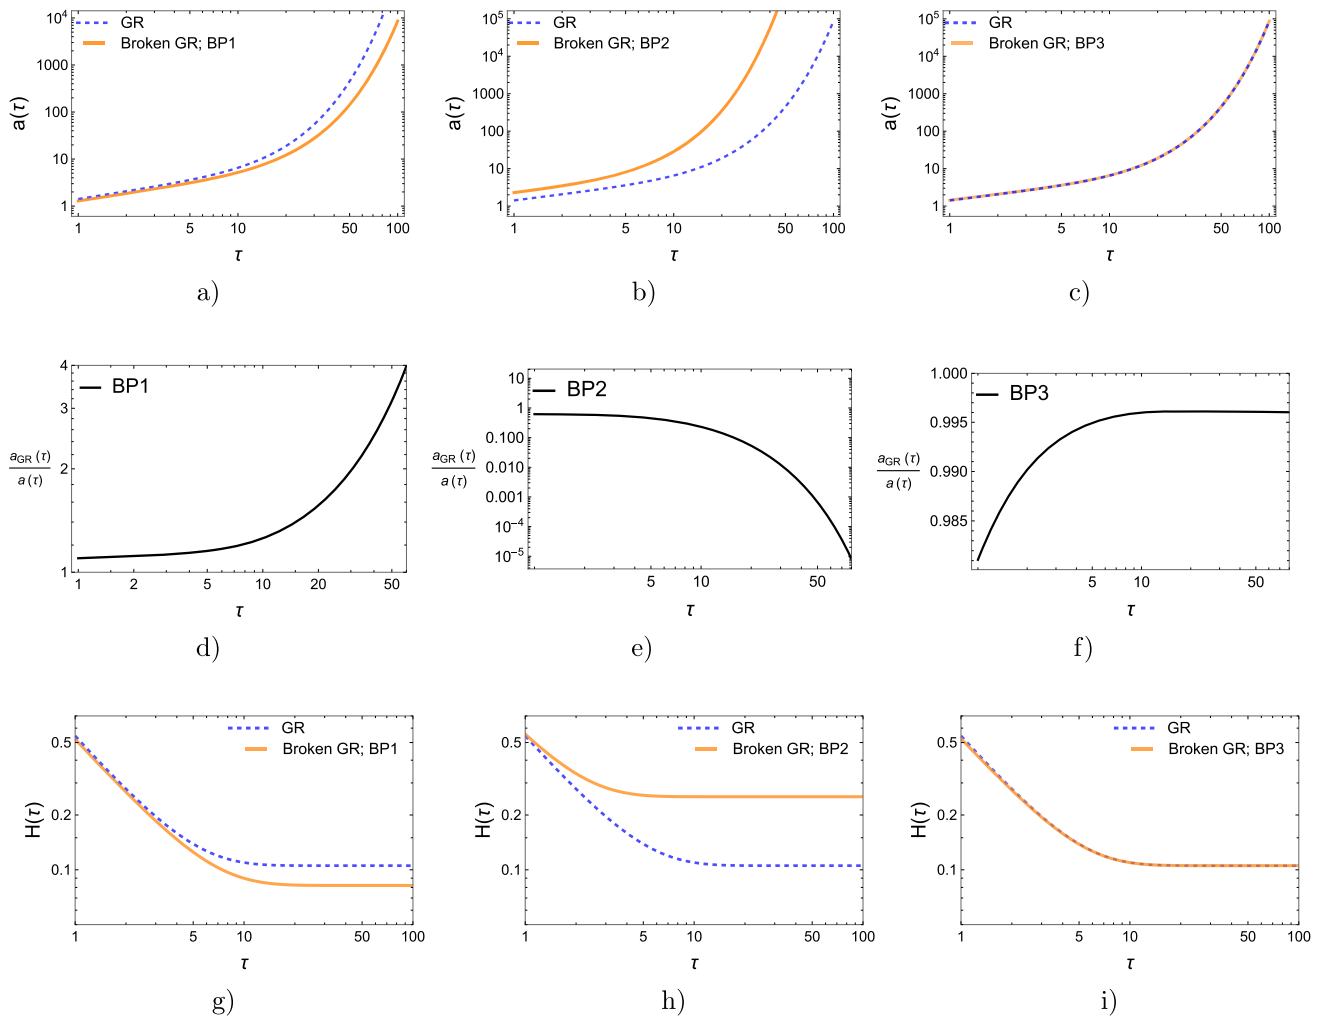 GR
Broken GR; BP1
10^4
1000
100
10
1
a(τ)
1 5 10 50 100
τ
a)
GR
Broken GR; BP2
10^5
10^4
1000
100
10
1
a(τ)
1 5 10 50 100
τ
b)
GR
Broken GR; BP3
10^5
10^4
1000
100
10
1
a(τ)
1 5 10 50 100
τ
c)
BP1
4
3
2
1
a_GR (τ)
a (τ)
1 2 5 10 20 50
τ
d)
BP2
10
1
0.100
0.010
0.001
10^-4
10^-5
a_GR (τ)
a (τ)
5 10 50
τ
e)
BP3
1.000
0.995
0.990
0.985
a_GR (τ)
a (τ)
5 10 50
τ
f)
GR
Broken GR; BP1
0.5
0.2
0.1
H(τ)
1 5 10 50 100
τ
g)
GR
Broken GR; BP2
0.5
0.2
0.1
H(τ)
1 5 10 50 100
τ
h)
GR
Broken GR; BP3
0.5
0.2
0.1
H(τ)
1 5 10 50 100
τ
i)